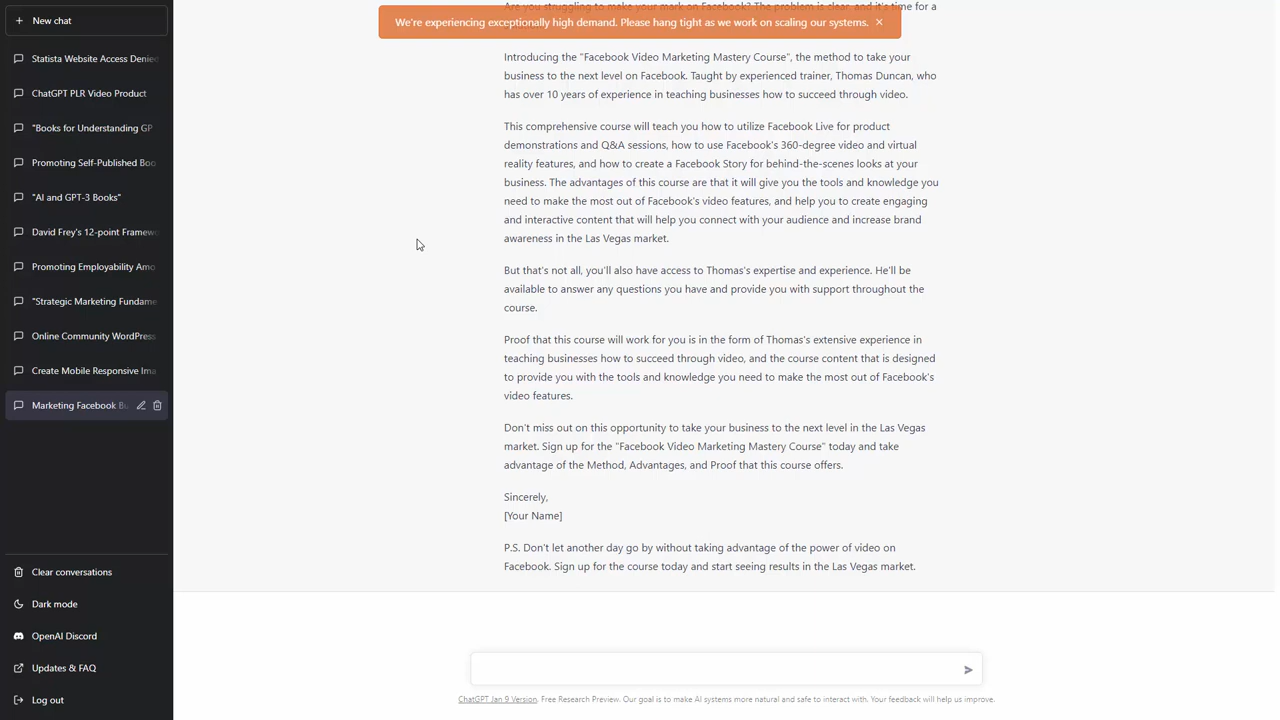 New chat
Statista Website Access Denied
ChatGPT PLR Video Product
"Books for Understanding GP
Promoting Self-Published Boo
"AI and GPT-3 Books"
David Frey's 12-point Framewo
Promoting Employability Amo
"Strategic Marketing Fundame
Online Community WordPress
Create Mobile Responsive Ima
Marketing Facebook Bu
Clear conversations
Dark mode
OpenAI Discord
Updates & FAQ
Log out
We're experiencing exceptionally high demand. Please hang tight as we work on scaling our systems.
Are you struggling to make your mark on Facebook? The problem is clear, and it's time for a
Introducing the "Facebook Video Marketing Mastery Course", the method to take your
business to the next level on Facebook. Taught by experienced trainer, Thomas Duncan, who
has over 10 years of experience in teaching businesses how to succeed through video.
This comprehensive course will teach you how to utilize Facebook Live for product
demonstrations and Q&A sessions, how to use Facebook's 360-degree video and virtual
reality features, and how to create a Facebook Story for behind-the-scenes looks at your
business. The advantages of this course are that it will give you the tools and knowledge you
need to make the most out of Facebook's video features, and help you to create engaging
and interactive content that will help you connect with your audience and increase brand
awareness in the Las Vegas market.
But that's not all, you'll also have access to Thomas's expertise and experience. He'll be
available to answer any questions you have and provide you with support throughout the
course.
Proof that this course will work for you is in the form of Thomas's extensive experience in
teaching businesses how to succeed through video, and the course content that is designed
to provide you with the tools and knowledge you need to make the most out of Facebook's
video features.
Don't miss out on this opportunity to take your business to the next level in the Las Vegas
market. Sign up for the "Facebook Video Marketing Mastery Course" today and take
advantage of the Method, Advantages, and Proof that this course offers.
Sincerely,
[Your Name]
P.S. Don't let another day go by without taking advantage of the power of video on
Facebook. Sign up for the course today and start seeing results in the Las Vegas market.
ChatGPT Jan 9 Version. Free Research Preview. Our goal is to make AI systems more natural and safe to interact with. Your feedback will help us improve.